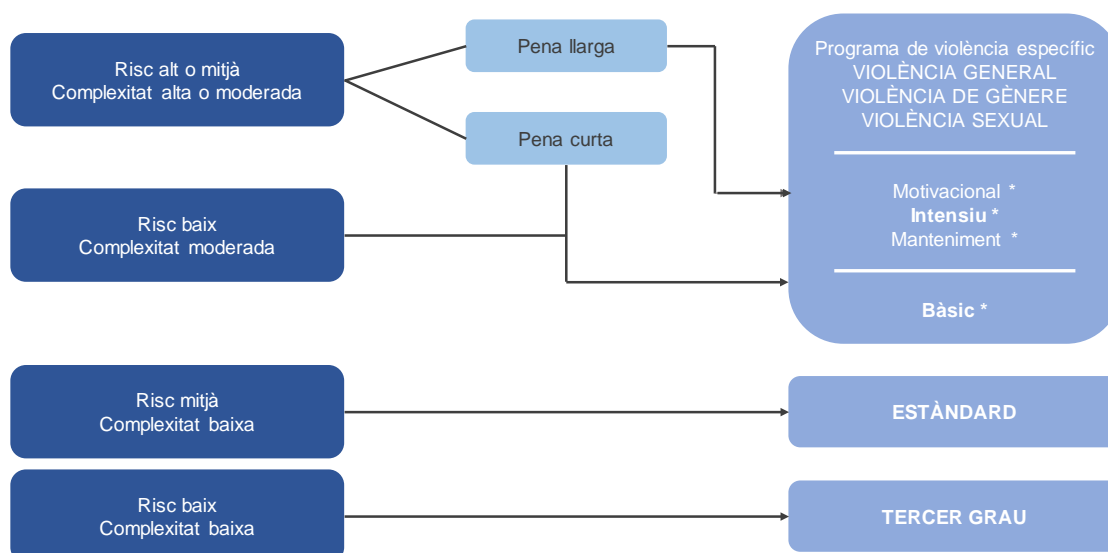 Risc alt o mitjà
Complexitat alta o moderada
Pena llarga
Pena curta
Programa de violència específic
VIOLÈNCIA GENERAL
VIOLÈNCIA DE GÈNERE
VIOLÈNCIA SEXUAL
Motivacional *
Intensiu *
Manteniment *
Bàsic *
Risc baix
Complexitat moderada
Risc mitjà
Complexitat baixa
ESTÀNDARD
Risc baix
Complexitat baixa
TERCER GRAU